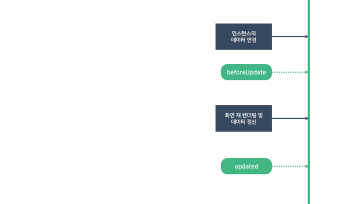 인스턴스의
데이터 변경
beforeUpdate
화면 재 렌더링 및
데이터 갱신
updated